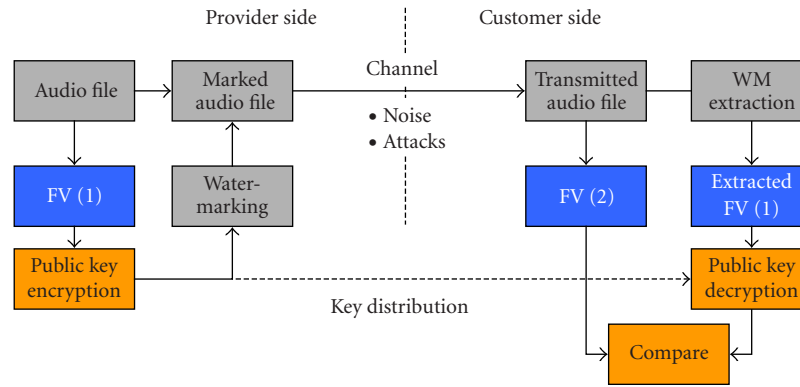 Provider side
Customer side
Audio file
Marked
audio file
Channel
• Noise
• Attacks
Transmitted
audio file
WM
extraction
FV (1)
Water-
marking
FV (2)
Extracted
FV (1)
Public key
encryption
Key distribution
Public key
decryption
Compare